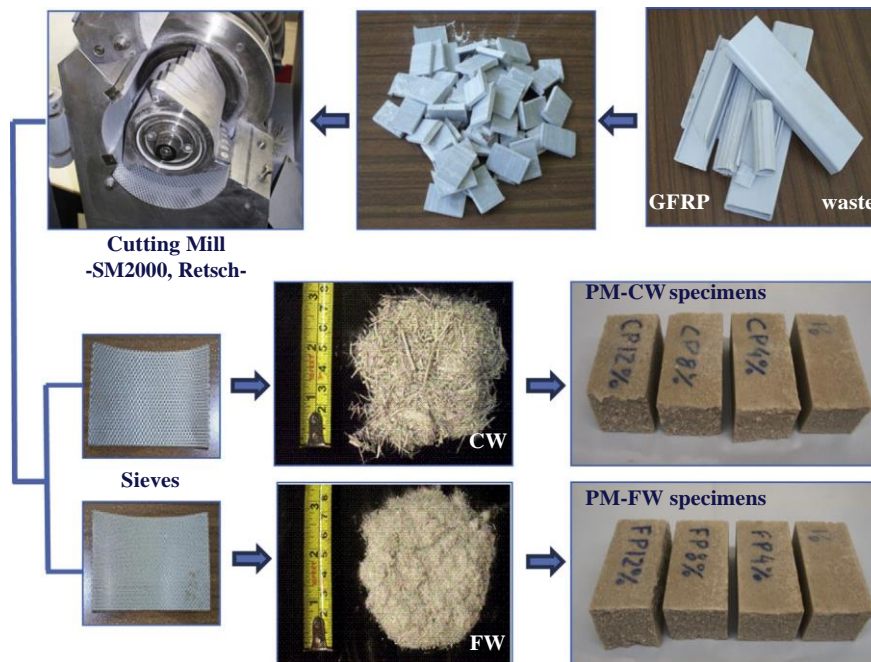 GFRP waste
Cutting Mill
-SM2000, Retsch-
Sieves
CW
PM-CW specimens
CP12%
CP8%
CP4%
FW
PM-FW specimens
FP12%
FP8%
FP4%